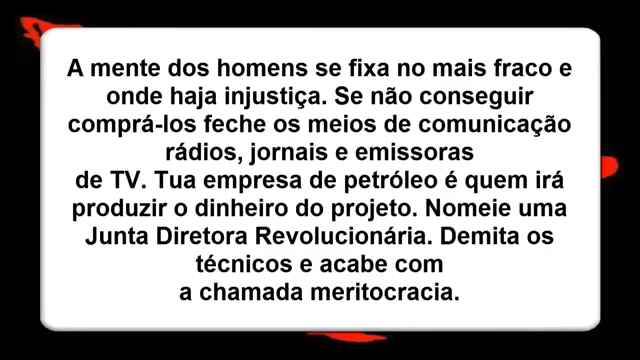 A mente dos homens se fixa no mais fraco e
onde haja injustiça. Se não conseguir
comprá-los feche os meios de comunicação
rádios, jornais e emissoras
de TV. Tua empresa de petróleo é quem irá
produzir o dinheiro do projeto. Nomeie uma
Junta Diretora Revolucionária. Demita os
técnicos e acabe com
a chamada meritocracia.